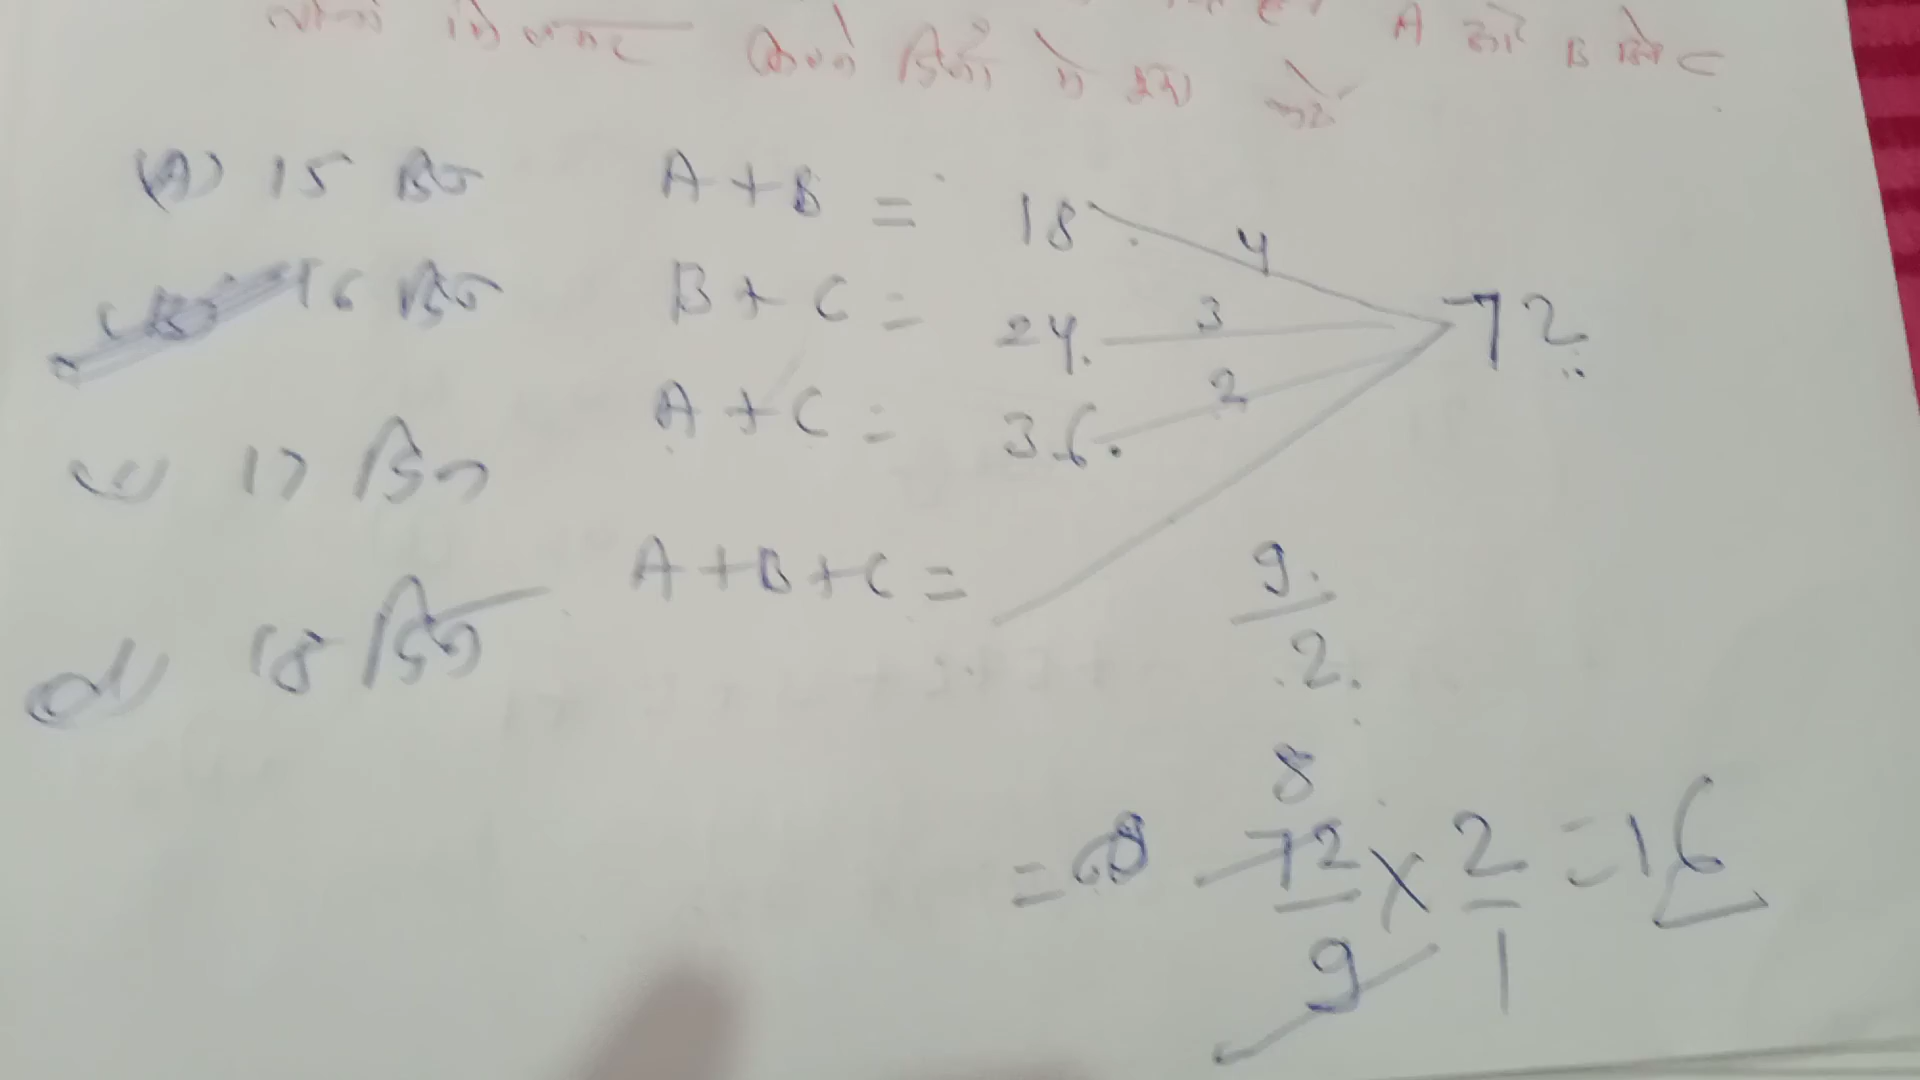 A और B और C
कितने दिनों में
(A) 15 दिन
A + B = 18 4
(B) 16 दिन
B + C = 24 3 72
A + C = 36 2
(C) 17 दिन
A + B + C =
9
2
(d) 18 दिन
8
= 72 × 2 = 16
9 1